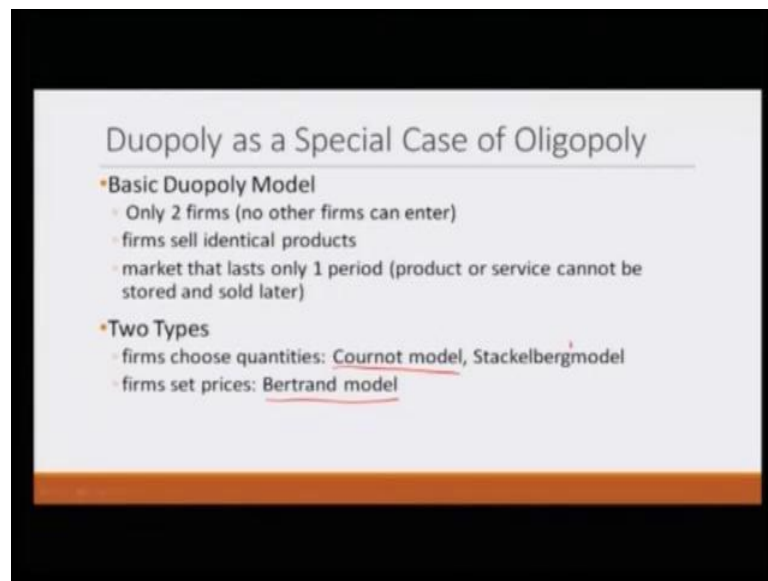 Duopoly as a Special Case of Oligopoly
•Basic Duopoly Model
Only 2 firms (no other firms can enter)
firms sell identical products
market that lasts only 1 period (product or service cannot be
stored and sold later)
•Two Types
firms choose quantities: Cournot model, Stackelbergmodel
firms set prices: Bertrand model